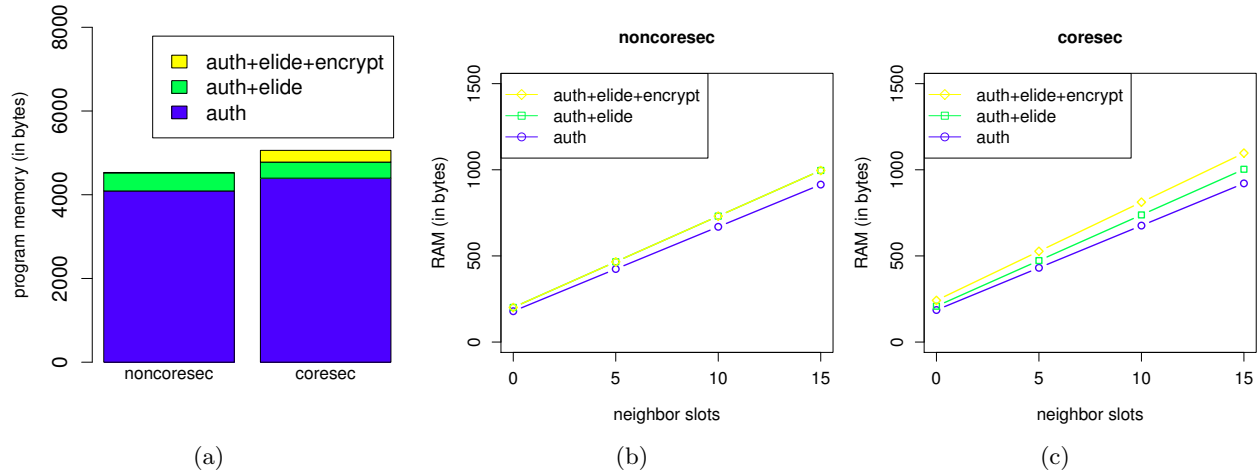 program memory (in bytes)
0
2000
4000
6000
8000
auth+elide+encrypt
auth+elide
auth
noncoresec
coresec
(a)
noncoresec
RAM (in bytes)
0
500
1000
1500
auth+elide+encrypt
auth+elide
auth
0 5 10 15
neighbor slots
(b)
coresec
RAM (in bytes)
0
500
1000
1500
auth+elide+encrypt
auth+elide
auth
0 5 10 15
neighbor slots
(c)